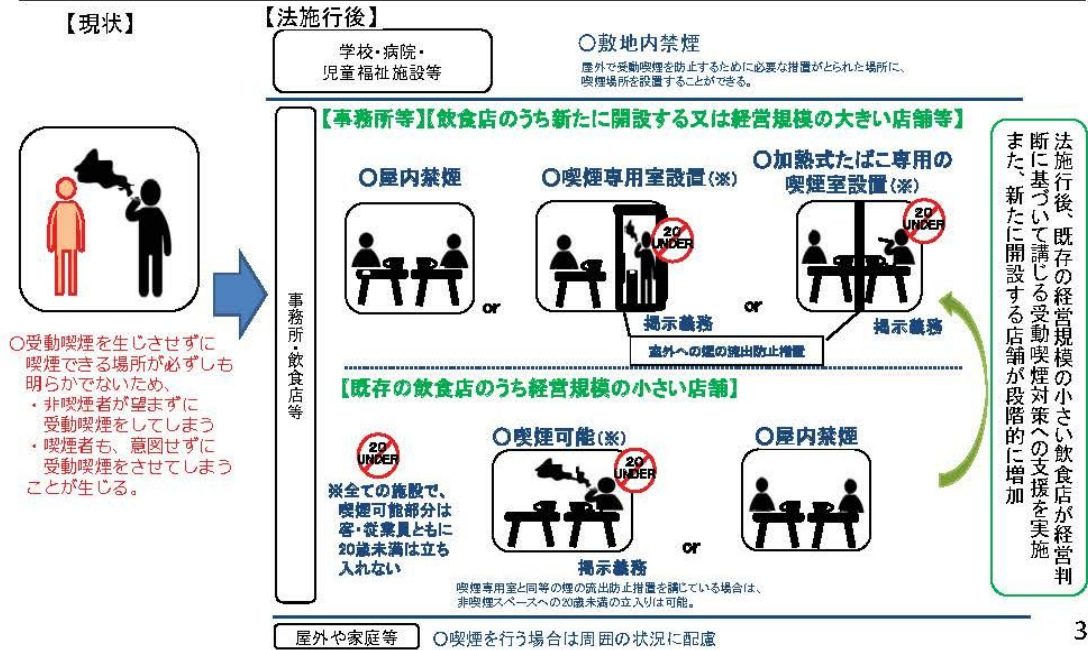 【現状】
【法施行後】
学校・病院・
児童福祉施設等
○敷地内禁煙
屋外で受動喫煙を防止するために必要な措置がとられた場所に、
喫煙場所を設置することができる。
○受動喫煙を生じさせずに
喫煙できる場所が必ずしも
明らかでないため、
・非喫煙者が望まずに
受動喫煙をしてしまう
・喫煙者も、意図せずに
受動喫煙をさせてしまう
ことが生じる。
事務所・飲食店等
【事務所等】【飲食店のうち新たに開設する又は経営規模の大きい店舗等】
○屋内禁煙
or
○喫煙専用室設置(※)
20
UNDER
掲示義務
or
○加熱式たばこ専用の
喫煙室設置(※)
20
UNDER
掲示義務
室外への煙の流出防止措置
【既存の飲食店のうち経営規模の小さい店舗】
20
UNDER
※全ての施設で、
喫煙可能部分は
客・従業員ともに
20歳未満は立ち
入れない
○喫煙可能(※)
20
UNDER
掲示義務
or
○屋内禁煙
喫煙専用室と同等の煙の流出防止措置を講じている場合は、
非喫煙スペースへの20歳未満の立入りは可能。
法施行後、既存の経営規模の小さい飲食店が経営判
断に基づいて講じる受動喫煙対策への支援を実施
また、新たに開設する店舗が段階的に増加
屋外や家庭等
○喫煙を行う場合は周囲の状況に配慮
3